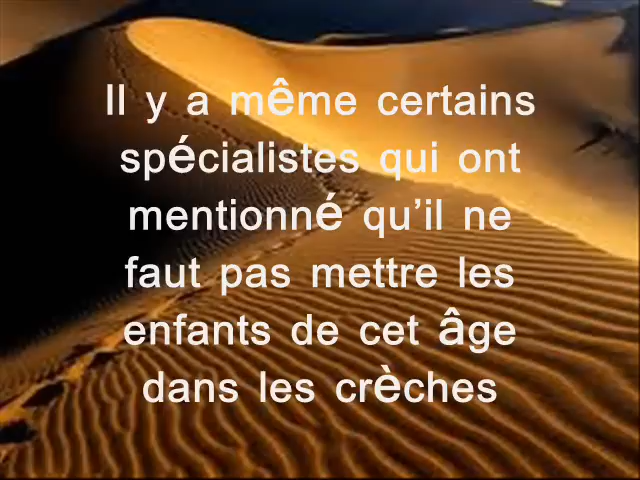 Il y a même certains
spécialistes qui ont
mentionné qu'il ne
faut pas mettre les
enfants de cet âge
dans les crèches